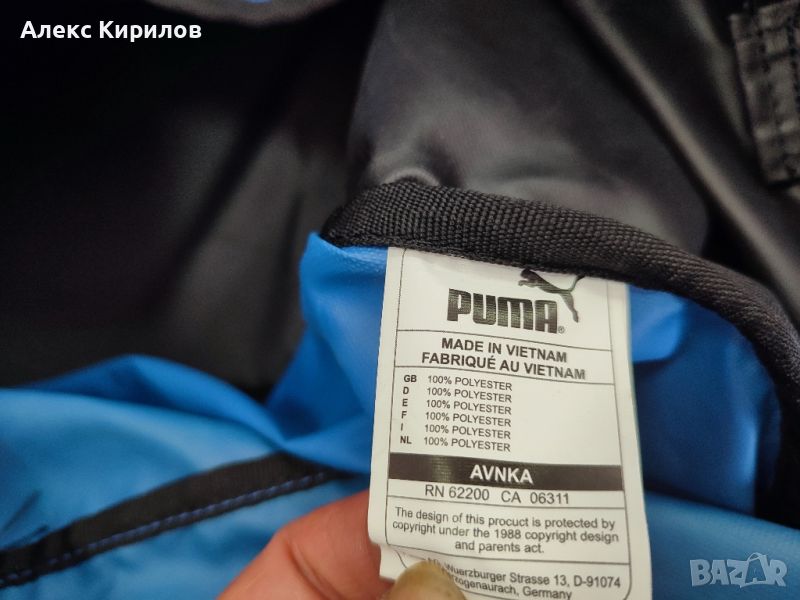 Алекс Кирилов
PUMA®
MADE IN VIETNAM
FABRIQUÉ AU VIETNAM
GB 100% POLYESTER
D 100% POLYESTER
E 100% POLYESTER
F 100% POLYESTER
I 100% POLYESTER
NL 100% POLYESTER
AVNKA
RN 62200 CA 06311
The design of this product is protected by
copyright under the 1988 copyright design
and parents act.
Wuerzburger Strasse 13, D-91074
Germany
BAZAR